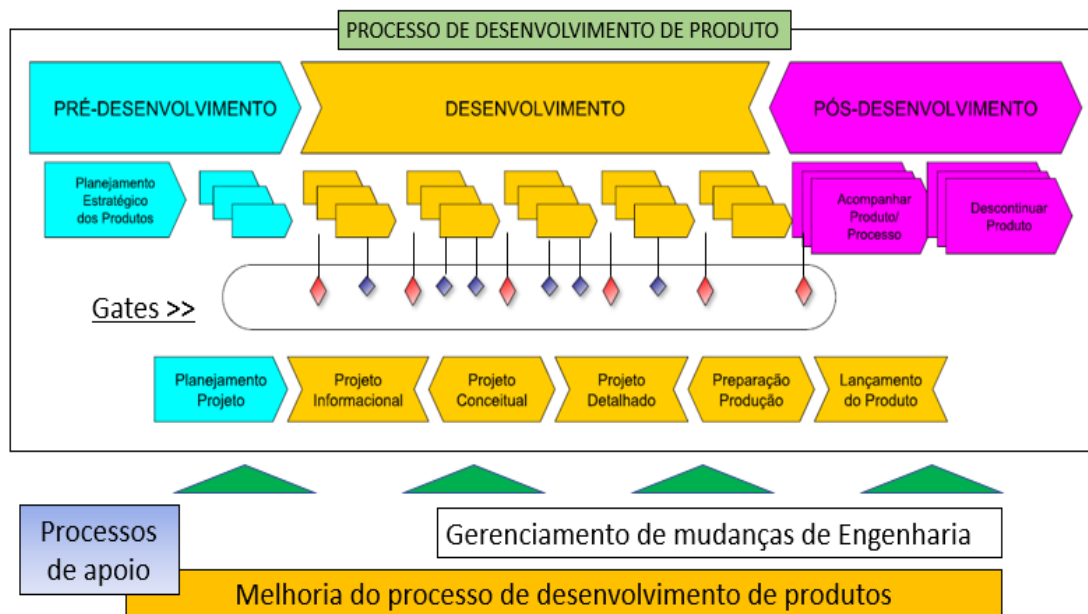 PROCESSO DE DESENVOLVIMENTO DE PRODUTO
PRÉ-DESENVOLVIMENTO
DESENVOLVIMENTO
PÓS-DESENVOLVIMENTO
Planejamento
Estratégico
dos Produtos
Acompanhar
Produto/
Processo
Descontinuar
Produto
Gates >>
Planejamento
Projeto
Projeto
Informacional
Projeto
Conceitual
Projeto
Detalhado
Preparação
Produção
Lançamento
do Produto
Processos
de apoio
Gerenciamento de mudanças de Engenharia
Melhoria do processo de desenvolvimento de produtos